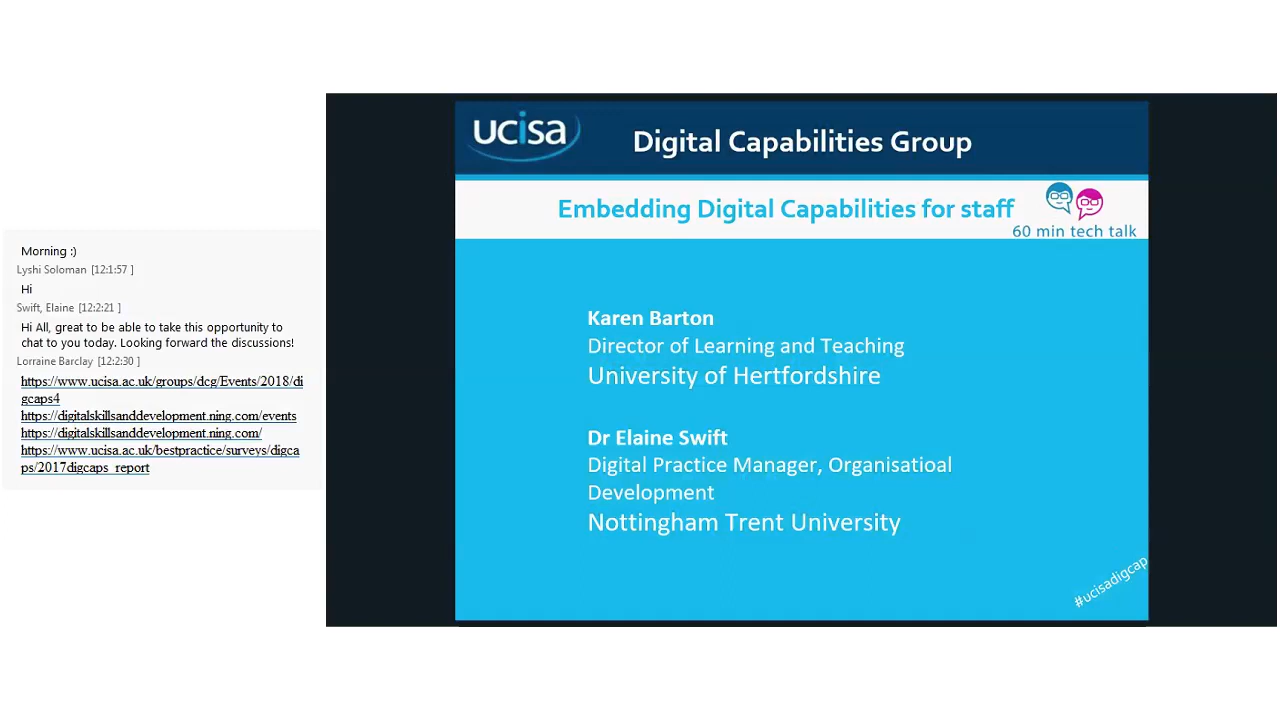 Morning :)
Lyshi Soloman [12:1:57 ]
Hi
Swift, Elaine [12:2:21 ]
Hi All, great to be able to take this opportunity to
chat to you today. Looking forward the discussions!
Lorraine Barclay [12:2:30 ]
https://www.ucisa.ac.uk/groups/dcg/Events/2018/di
gcaps4
https://digitalskillsanddevelopment.ning.com/events
https://digitalskillsanddevelopment.ning.com/
https://www.ucisa.ac.uk/bestpractice/surveys/digca
ps/2017digcaps_report
ucisa
Digital Capabilities Group
Embedding Digital Capabilities for staff
60 min tech talk
Karen Barton
Director of Learning and Teaching
University of Hertfordshire
Dr Elaine Swift
Digital Practice Manager, Organisatioal
Development
Nottingham Trent University
#ucisadigcap